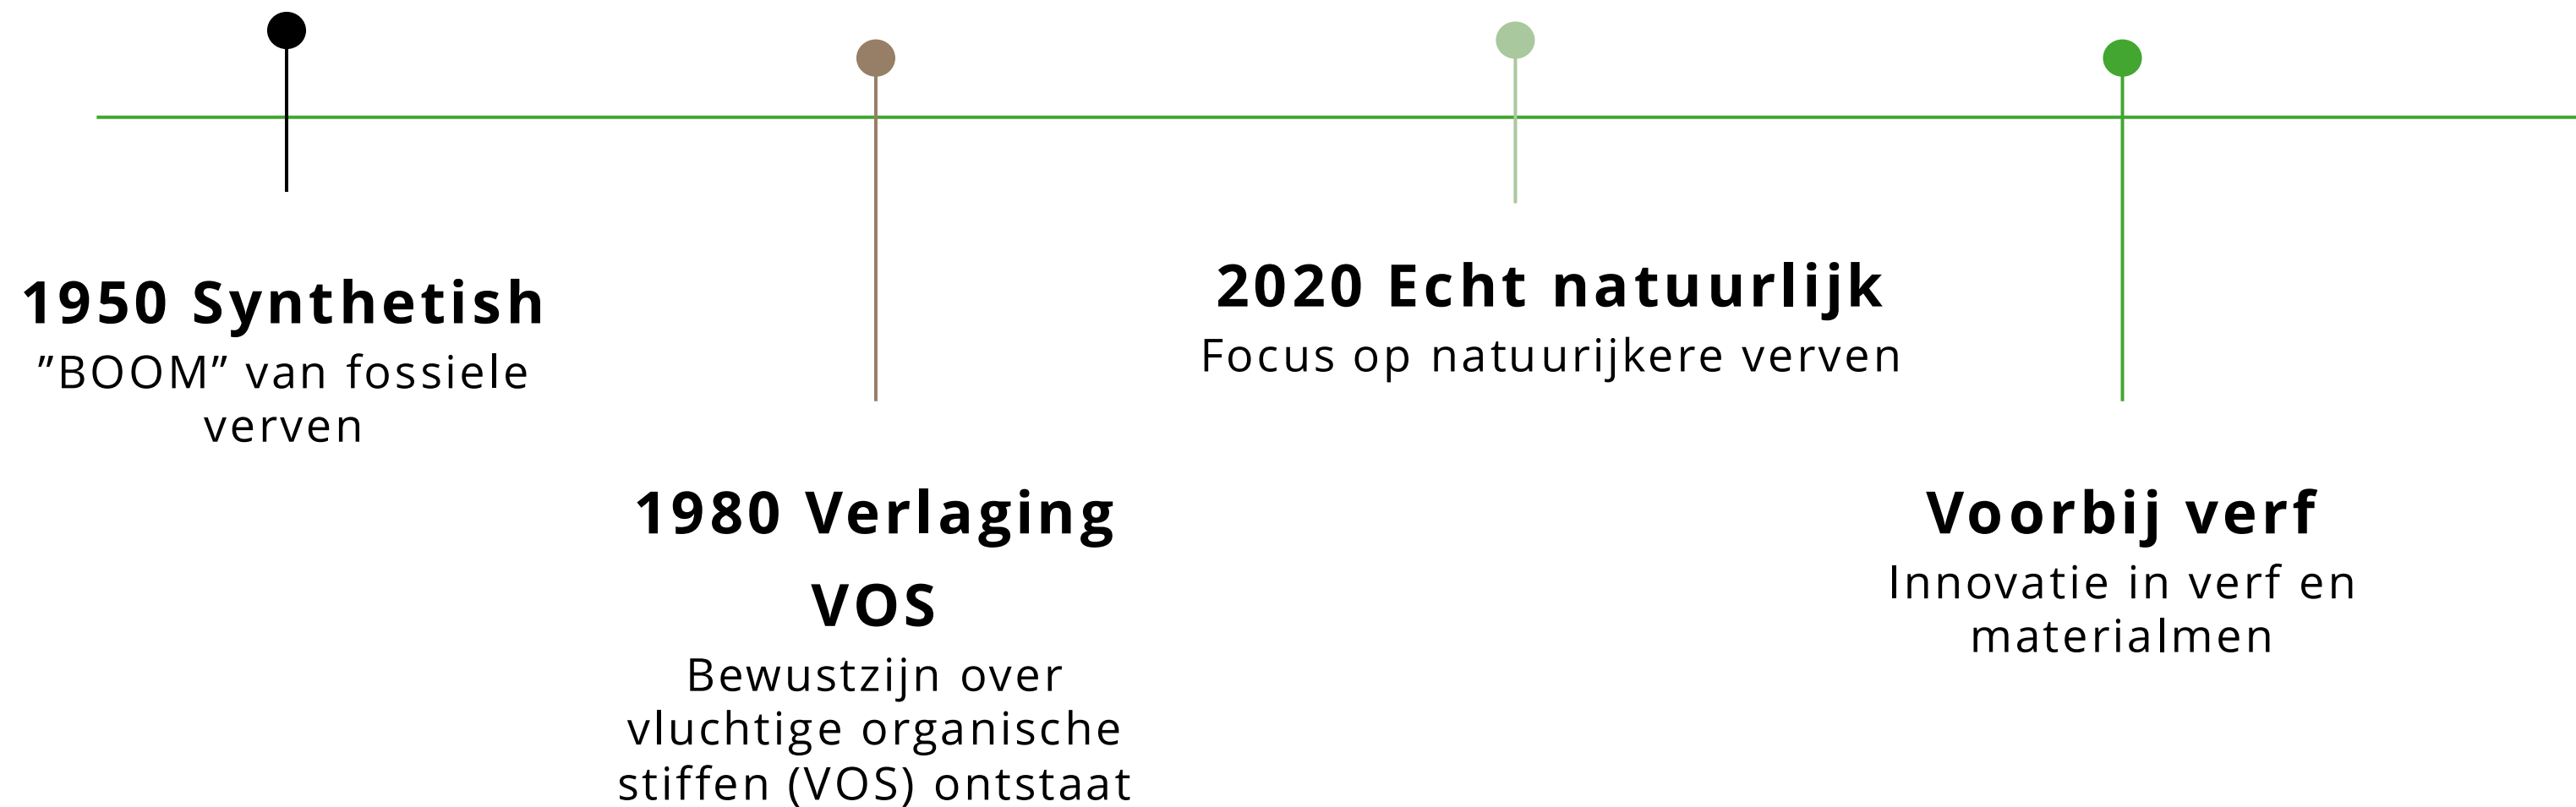 1950 Synthetish
”BOOM” van fossiele
verven
1980 Verlaging
VOS
Bewustzijn over
vluchtige organische
stiffen (VOS) ontstaat
2020 Echt natuurlijk
Focus op natuurijkere verven
Voorbij verf
Innovatie in verf en
materialmen